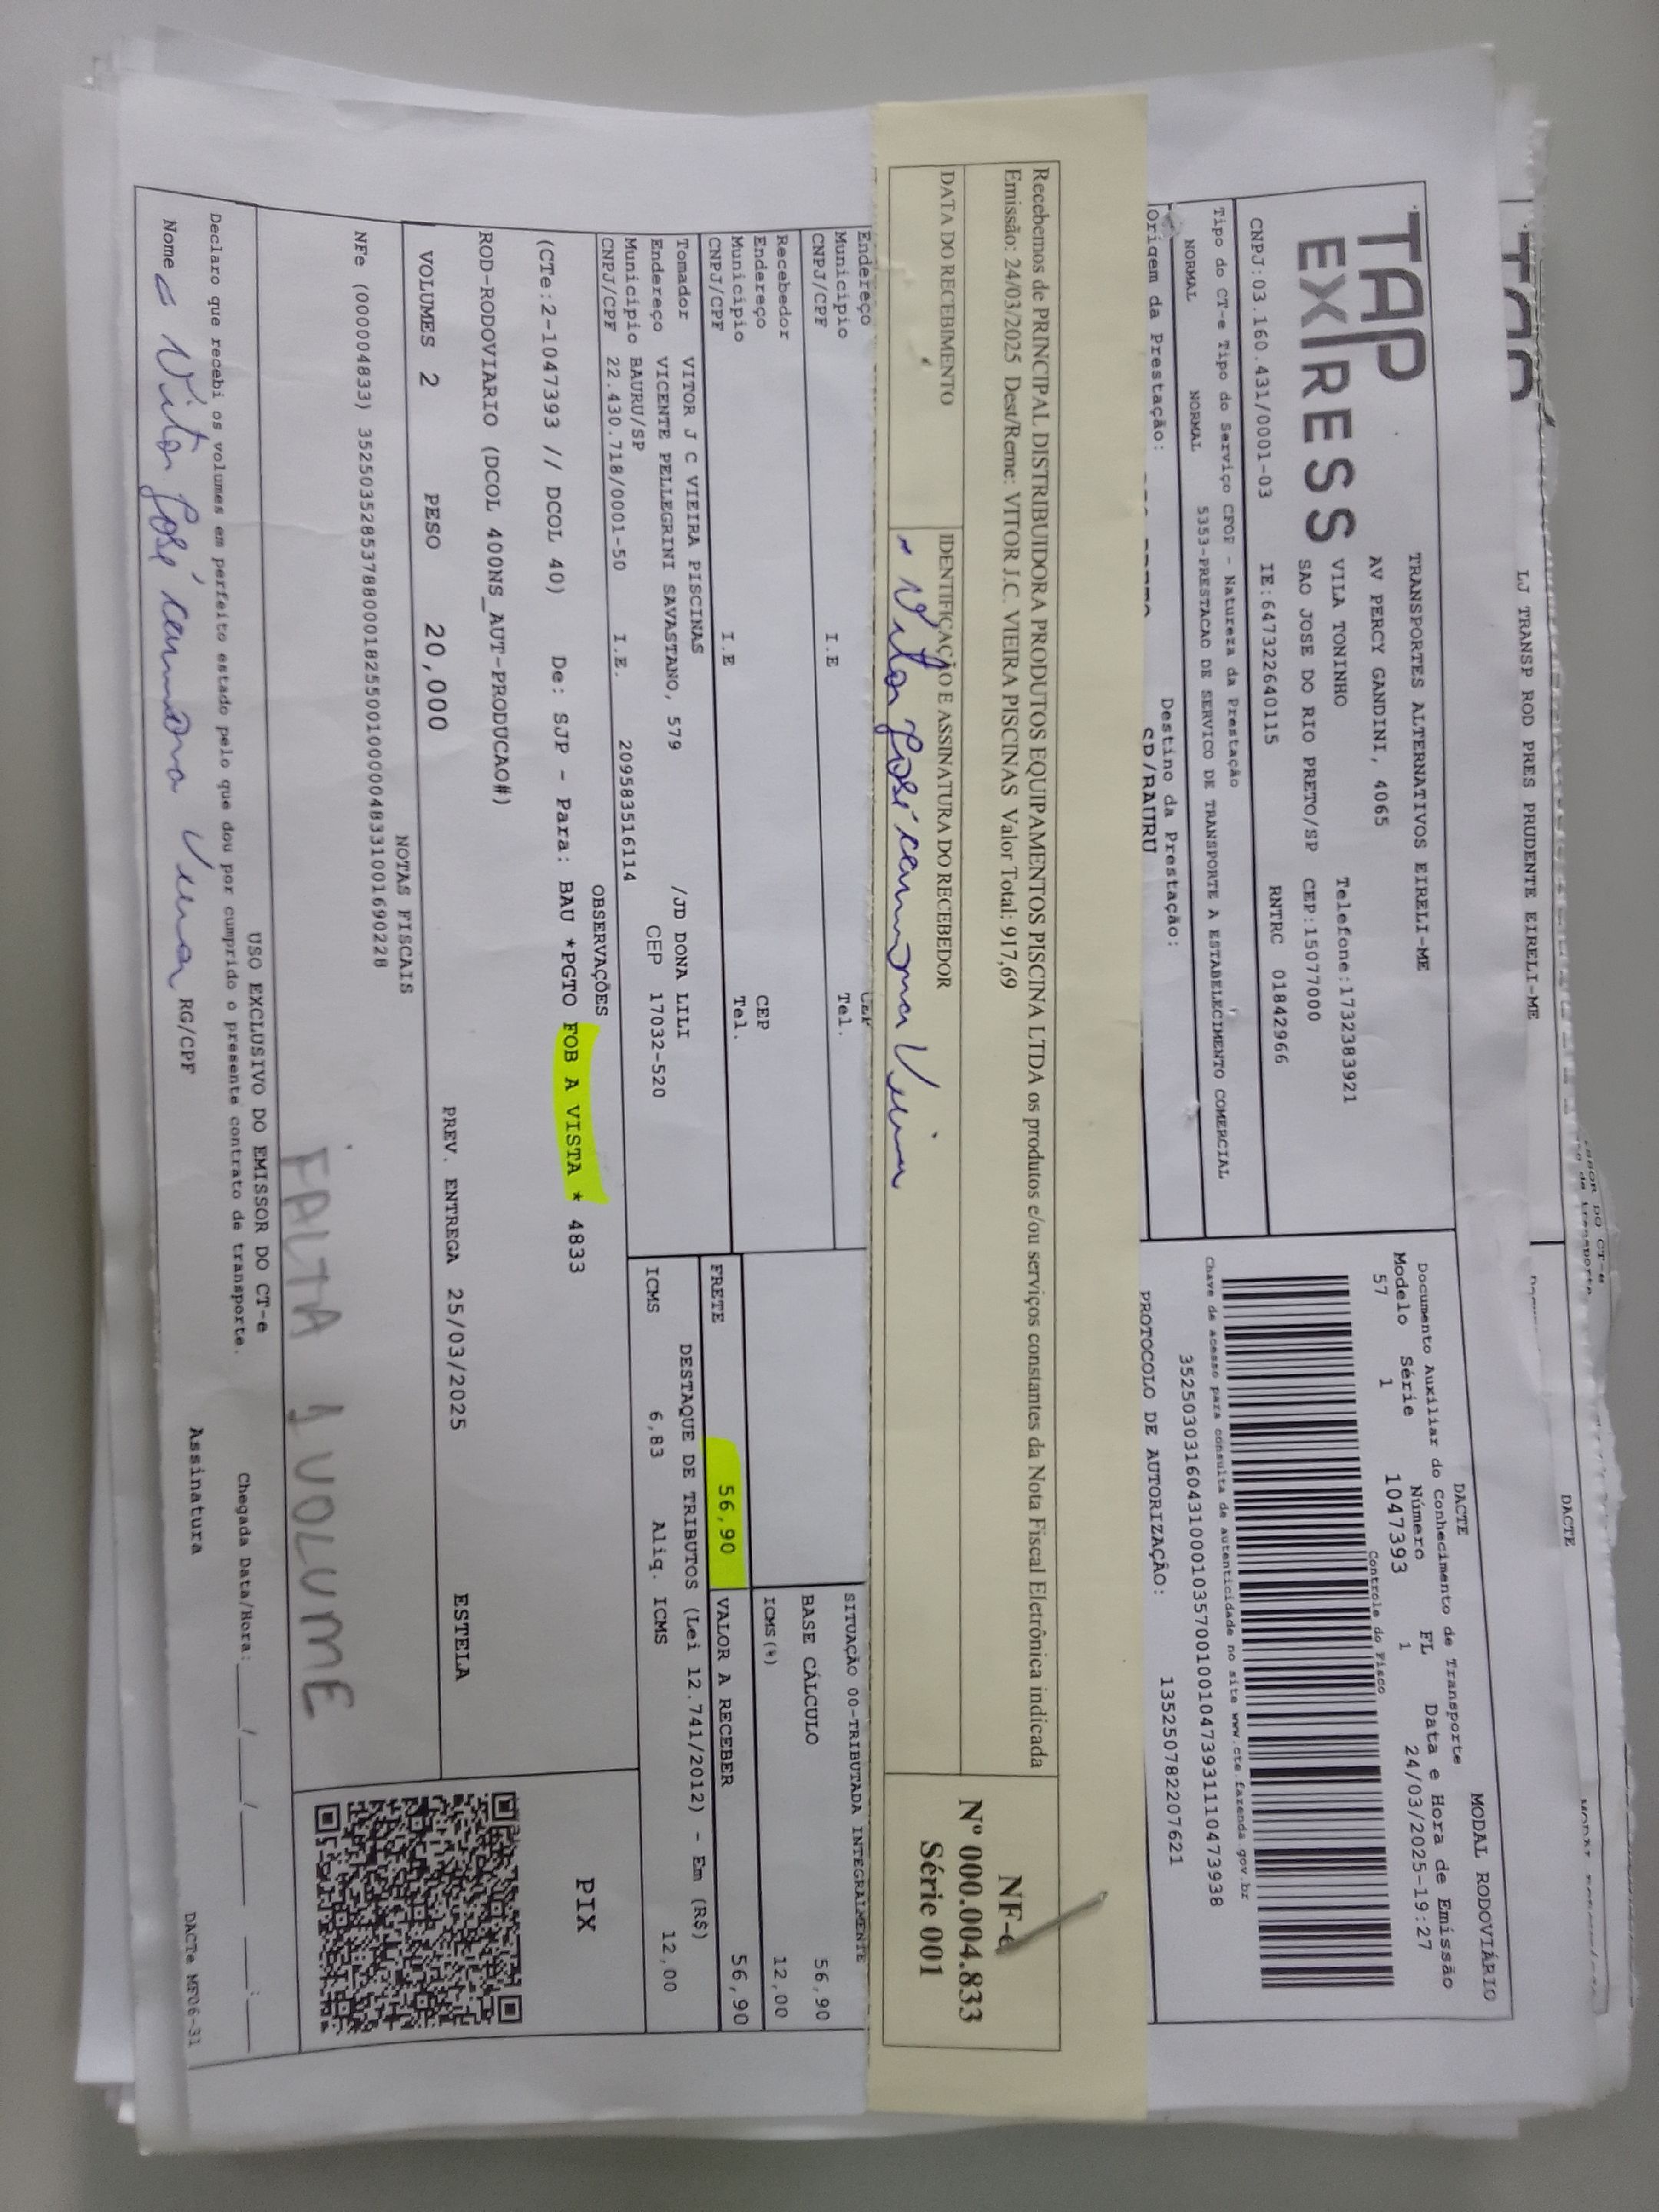 LJ TRANSP ROD PRES PRUDENTE EIRELI-ME
DACTE
TAP
EXPRESS
TRANSPORTES ALTERNATIVOS EIRELI-ME
AV PERCY GANDINI, 4065
VILA TONINHO Telefone:1732383921
SAO JOSE DO RIO PRETO/SP CEP:15077000
CNPJ:03.160.431/0001-03 IE:647322640115 RNTRC 01842966
Tipo do CT-e Tipo do Serviço CFOP - Natureza da Prestação
NORMAL NORMAL 5353-PRESTACAO DE SERVICO DE TRANSPORTE A ESTABELECIMENTO COMERCIAL
Origem da Prestação: Destino da Prestação:
SP/BAURU
MODAL RODOVIÁRIO
DACTE
Documento Auxiliar do Conhecimento de Transporte
Modelo Série Número FL Data e Hora de Emissão
57 1 1047393 1 24/03/2025-19:27
Controle do Fisco
Chave de acesso para consulta de autenticidade no site www.cte.fazenda.gov.br
35250303160431000103570010010473931110473938
PROTOCOLO DE AUTORIZAÇÃO: 135250782207621
Recebemos de PRINCIPAL DISTRIBUIDORA PRODUTOS EQUIPAMENTOS PISCINA LTDA os produtos e/ou serviços constantes da Nota Fiscal Eletrônica indicada
Emissão: 24/03/2025 Dest/Reme: VITOR J.C. VIEIRA PISCINAS Valor Total: 917,69
DATA DO RECEBIMENTO IDENTIFICAÇÃO E ASSINATURA DO RECEBEDOR
Vitor José Vieira
NF-e
Nº 000.004.833
Série 001
Endereço CEP
Município Tel.
CNPJ/CPF I.E
Recebedor
Endereço CEP
Município Tel.
CNPJ/CPF I.E
Tomador VITOR J C VIEIRA PISCINAS
Endereço VICENTE PELLEGRINI SAVASTANO, 579 /JD DONA LILI
Município BAURU/SP CEP 17032-520
CNPJ/CPF 22.430.718/0001-50 I.E. 209583516114
SITUAÇÃO 00-TRIBUTADA INTEGRALMENTE
BASE CÁLCULO 56,90
ICMS(%) 12,00
FRETE 56,90 VALOR A RECEBER 56,90
DESTAQUE DE TRIBUTOS (Lei 12.741/2012) - Em (R$)
ICMS 6,83 Aliq. ICMS 12,00
OBSERVAÇÕES
(CTe:2-1047393 // DCOL 40) De: SJP - Para: BAU *PGTO FOB A VISTA * 4833
ROD-RODOVIARIO (DCOL 400NS_AUT-PRODUCAO#)
PIX
VOLUMES 2 PESO 20,000 PREV. ENTREGA 25/03/2025 ESTELA
NOTAS FISCAIS
NFe (000004833) 35250352853788000182550010000048331001690228
FALTA 1 VOLUME
USO EXCLUSIVO DO EMISSOR DO CT-e
Declaro que recebi os volumes em perfeito estado pelo que dou por cumprido o presente contrato de transporte. Chegada Data/Hora:____/____/____ ____:____
Nome Vitor José Vieira RG/CPF Assinatura
DACTe MF06-31